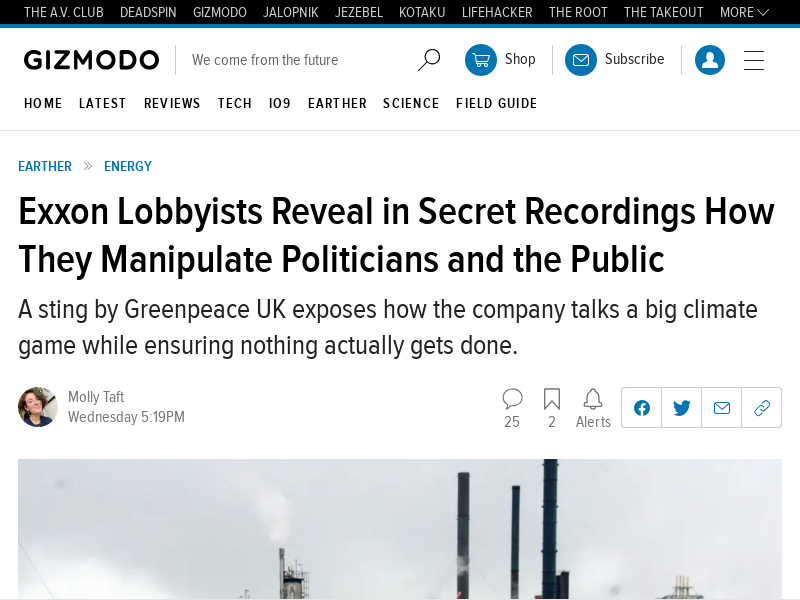 THE A.V. CLUB DEADSPIN GIZMODO JALOPNIK JEZEBEL KOTAKU LIFEHACKER THE ROOT THE TAKEOUT MORE
GIZMODO We come from the future Shop Subscribe
HOME LATEST REVIEWS TECH IO9 EARTHER SCIENCE FIELD GUIDE
EARTHER ENERGY
Exxon Lobbyists Reveal in Secret Recordings How
They Manipulate Politicians and the Public
A sting by Greenpeace UK exposes how the company talks a big climate
game while ensuring nothing actually gets done.
Molly Taft
Wednesday 5:19PM
25 2 Alerts